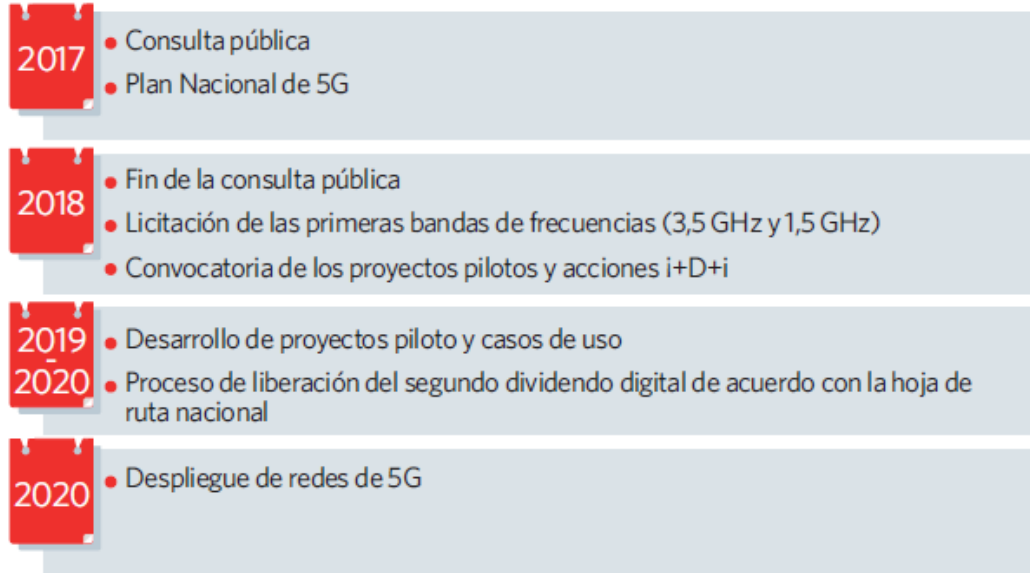 2017
Consulta pública
Plan Nacional de 5G
2018
Fin de la consulta pública
Licitación de las primeras bandas de frecuencias (3,5 GHz y 1,5 GHz)
Convocatoria de los proyectos pilotos y acciones i+D+i
2019
-
2020
Desarrollo de proyectos piloto y casos de uso
Proceso de liberación del segundo dividendo digital de acuerdo con la hoja de
ruta nacional
2020
Despliegue de redes de 5G